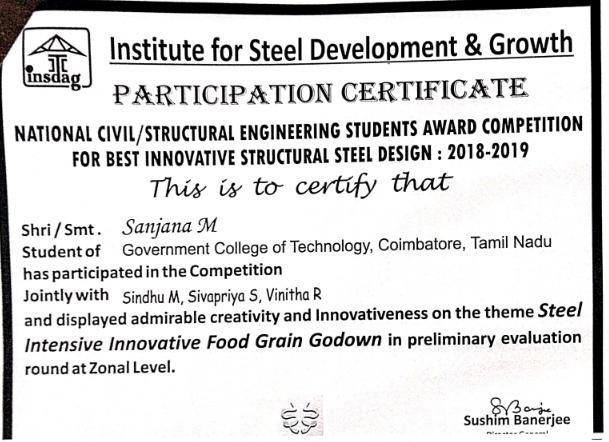 insdag
Institute for Steel Development & Growth
PARTICIPATION CERTIFICATE
NATIONAL CIVIL/STRUCTURAL ENGINEERING STUDENTS AWARD COMPETITION
FOR BEST INNOVATIVE STRUCTURAL STEEL DESIGN : 2018-2019
This is to certify that
Shri / Smt. Sanjana M
Student of Government College of Technology, Coimbatore, Tamil Nadu
has participated in the Competition
Jointly with Sindhu M, Sivapriya S, Vinitha R
and displayed admirable creativity and Innovativeness on the theme Steel
Intensive Innovative Food Grain Godown in preliminary evaluation
round at Zonal Level.
Sushim Banerjee
Director General